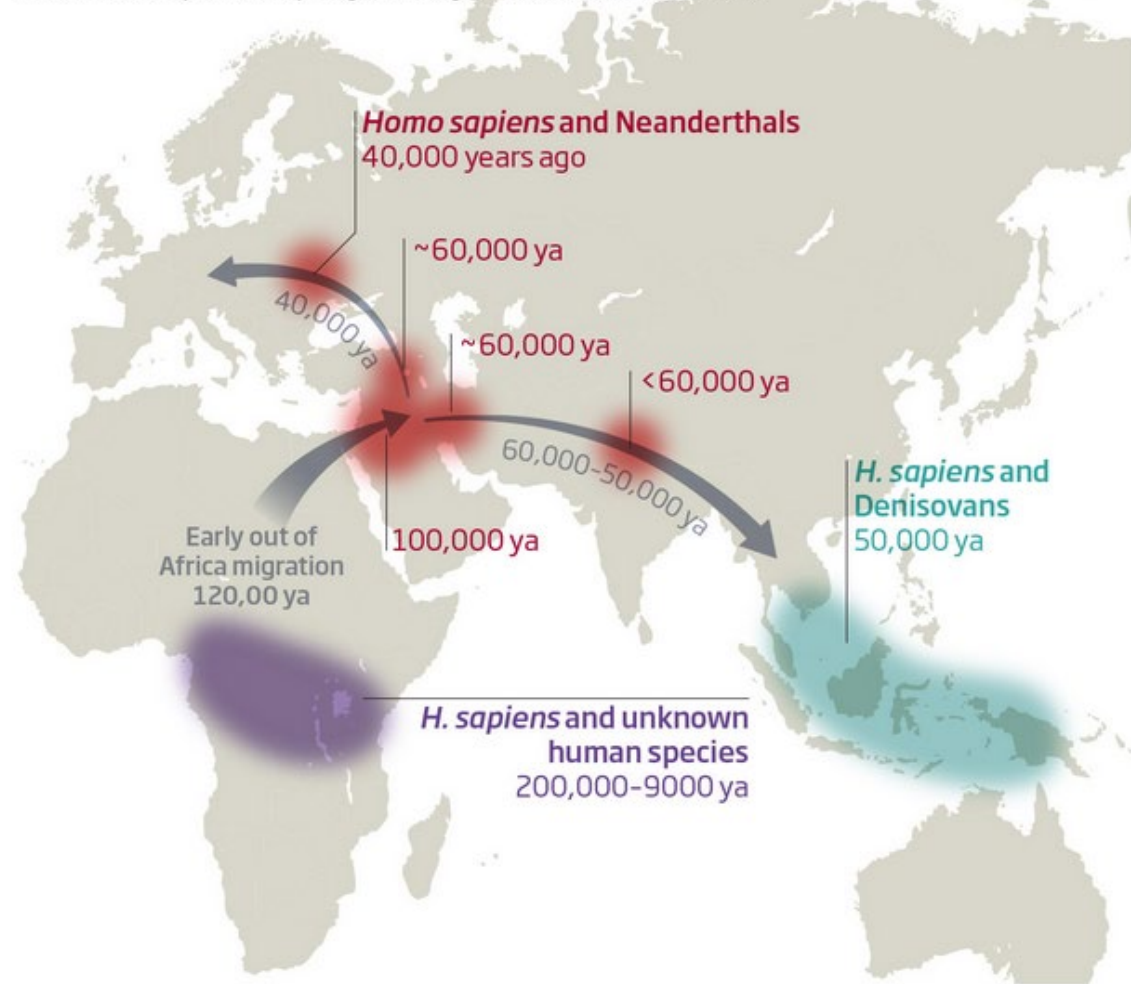 Homo sapiens and Neanderthals
40,000 years ago
~60,000 ya
40,000 ya
~60,000 ya
<60,000 ya
60,000-50,000 ya
H. sapiens and
Denisovans
50,000 ya
100,000 ya
Early out of
Africa migration
120,00 ya
H. sapiens and unknown
human species
200,000-9000 ya